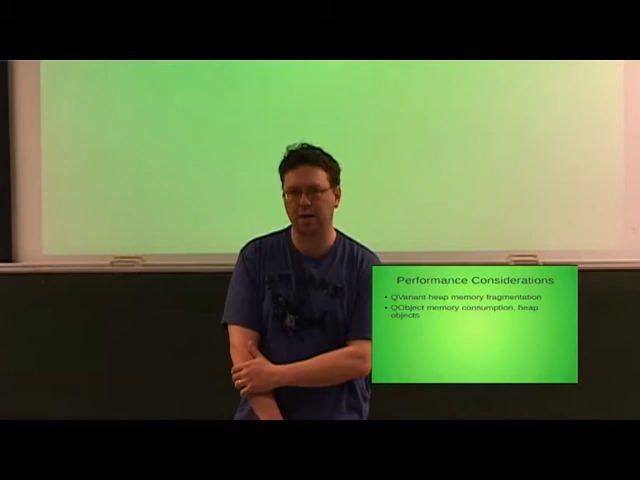 Performance Considerations
• QVariant heap memory fragmentation
• QObject memory consumption, heap
objects